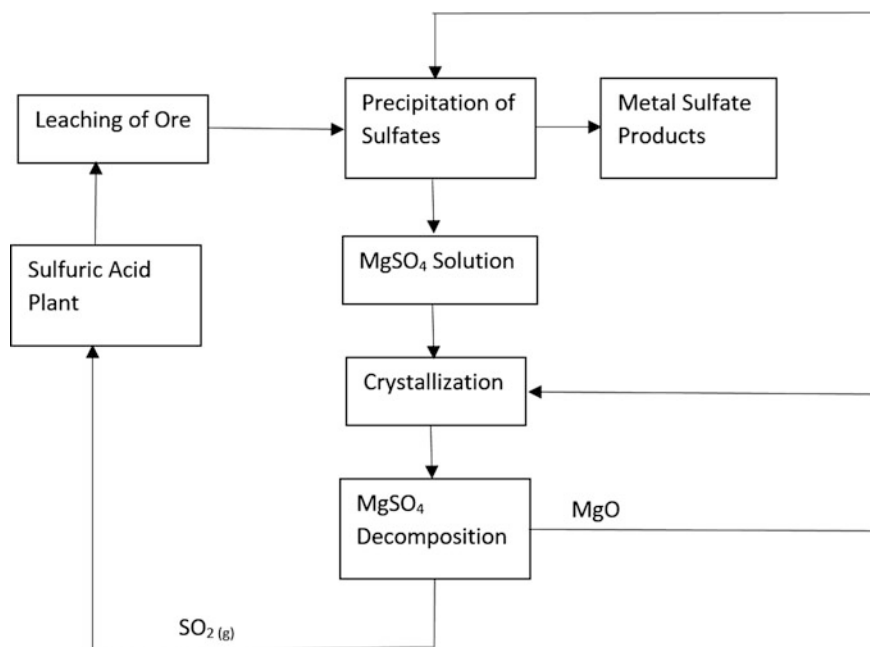 Leaching of Ore
Precipitation of
Sulfates
Metal Sulfate
Products
Sulfuric Acid
Plant
MgSO₄ Solution
Crystallization
MgSO₄
Decomposition
MgO
SO₂ (g)